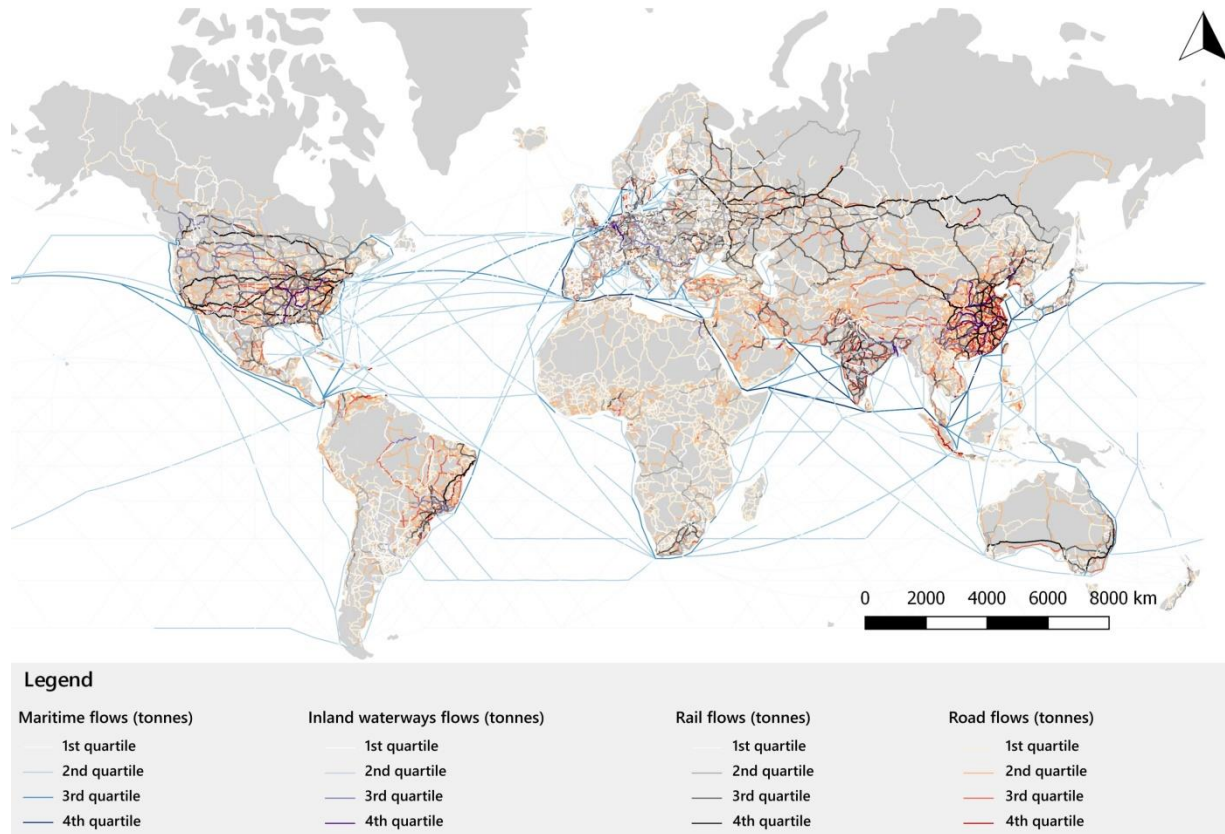 0 2000 4000 6000 8000 km
Legend
Maritime flows (tonnes)
1st quartile
2nd quartile
3rd quartile
4th quartile
Inland waterways flows (tonnes)
1st quartile
2nd quartile
3rd quartile
4th quartile
Rail flows (tonnes)
1st quartile
2nd quartile
3rd quartile
4th quartile
Road flows (tonnes)
1st quartile
2nd quartile
3rd quartile
4th quartile